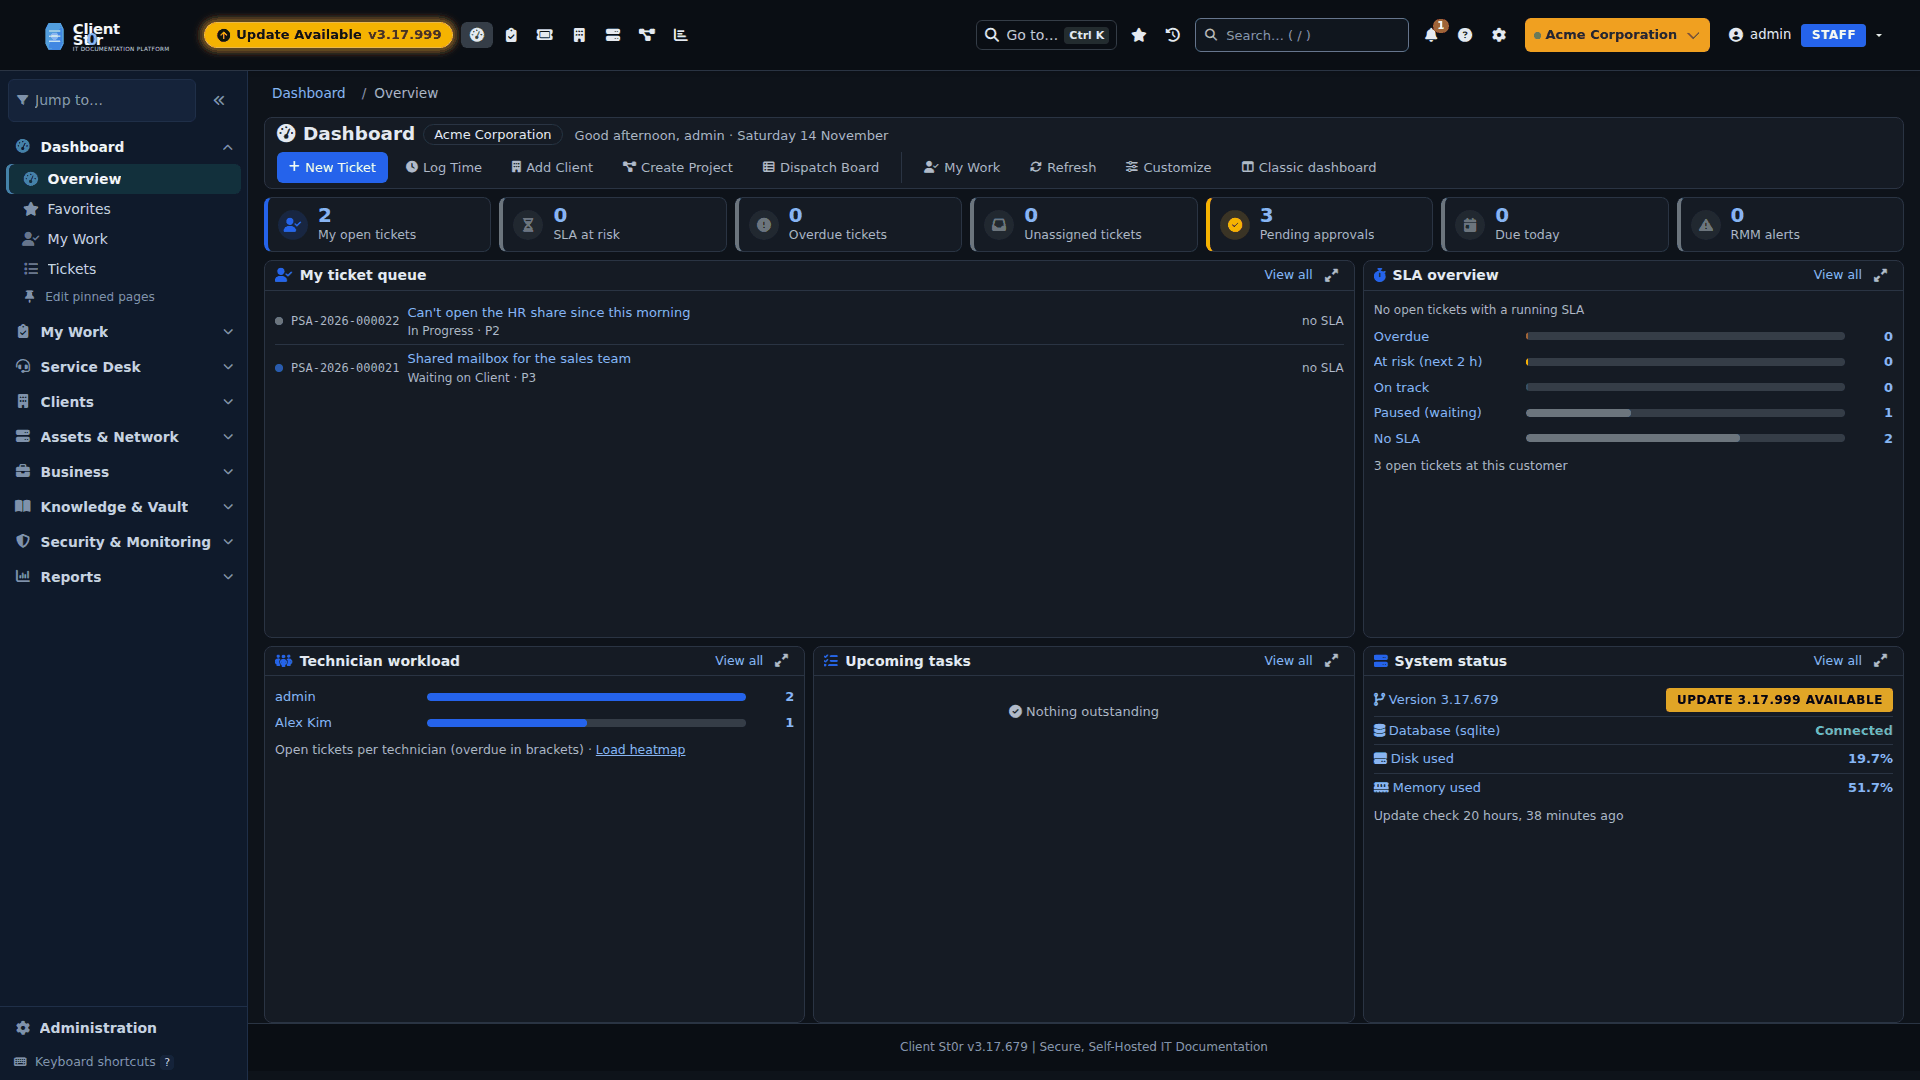 Client
St0r
IT DOCUMENTATION PLATFORM
Update Available v3.17.999
Go to... Ctrl K
Search... ( / )
1
Acme Corporation
admin STAFF
Jump to...
Dashboard
Overview
Favorites
My Work
Tickets
Edit pinned pages
My Work
Service Desk
Clients
Assets & Network
Business
Knowledge & Vault
Security & Monitoring
Reports
Administration
Keyboard shortcuts ?
Dashboard / Overview
Dashboard Acme Corporation Good afternoon, admin · Saturday 14 November
New Ticket Log Time Add Client Create Project Dispatch Board My Work Refresh Customize Classic dashboard
2
My open tickets
0
SLA at risk
0
Overdue tickets
0
Unassigned tickets
3
Pending approvals
0
Due today
0
RMM alerts
My ticket queue View all
PSA-2026-000022 Can't open the HR share since this morning
In Progress · P2
no SLA
PSA-2026-000021 Shared mailbox for the sales team
Waiting on Client · P3
no SLA
SLA overview View all
No open tickets with a running SLA
Overdue 0
At risk (next 2 h) 0
On track 0
Paused (waiting) 1
No SLA 2
3 open tickets at this customer
Technician workload View all
admin 2
Alex Kim 1
Open tickets per technician (overdue in brackets) · Load heatmap
Upcoming tasks View all
Nothing outstanding
System status View all
Version 3.17.679 UPDATE 3.17.999 AVAILABLE
Database (sqlite) Connected
Disk used 19.7%
Memory used 51.7%
Update check 20 hours, 38 minutes ago
Client St0r v3.17.679 | Secure, Self-Hosted IT Documentation